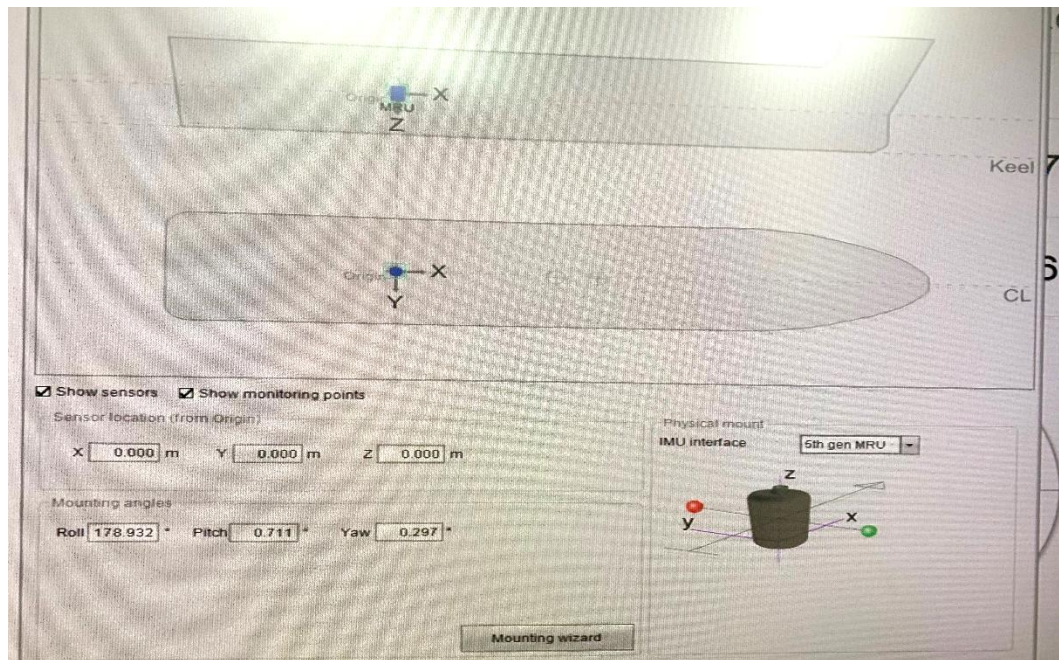 X
Origin
MRU
Z
Keel
7
Origin
X
Y
6
CL
Show sensors Show monitoring points
Sensor location (from Origin)
X 0.000 m Y 0.000 m Z 0.000 m
Mounting angles
Roll 178.932 ° Pitch 0.711 ° Yaw 0.297 °
Mounting wizard
Physical mount
IMU interface 5th gen MRU
Z
y
x